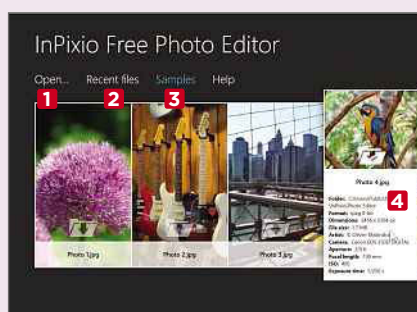 InPixio Free Photo Editor
Open... Recent files Samples Help
1 2 3
Photo 1.jpg Photo 2.jpg Photo 3.jpg
Photo 4.jpg
4
Folder:
Format:
Dimensions:
File size:
Artist:
Camera: Canon EOS
Aperture:
Focal length:
ISO:
Exposure time: